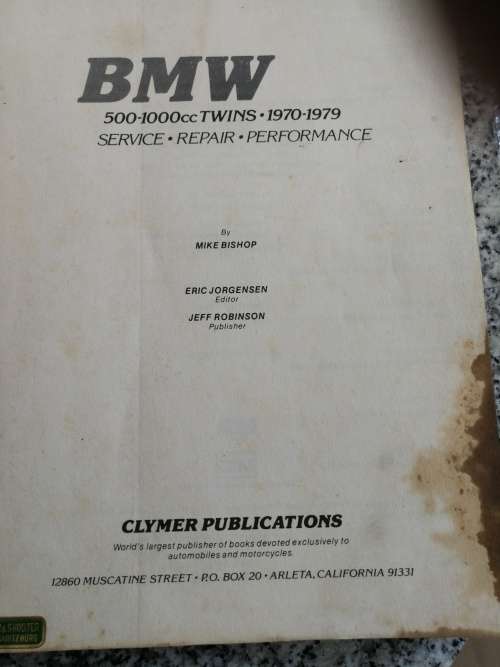 BMW
500-1000cc TWINS • 1970-1979
SERVICE • REPAIR • PERFORMANCE
By
MIKE BISHOP
ERIC JORGENSEN
Editor
JEFF ROBINSON
Publisher
CLYMER PUBLICATIONS
World's largest publisher of books devoted exclusively to
automobiles and motorcycles.
12860 MUSCATINE STREET • P.O. BOX 20 • ARLETA, CALIFORNIA 91331